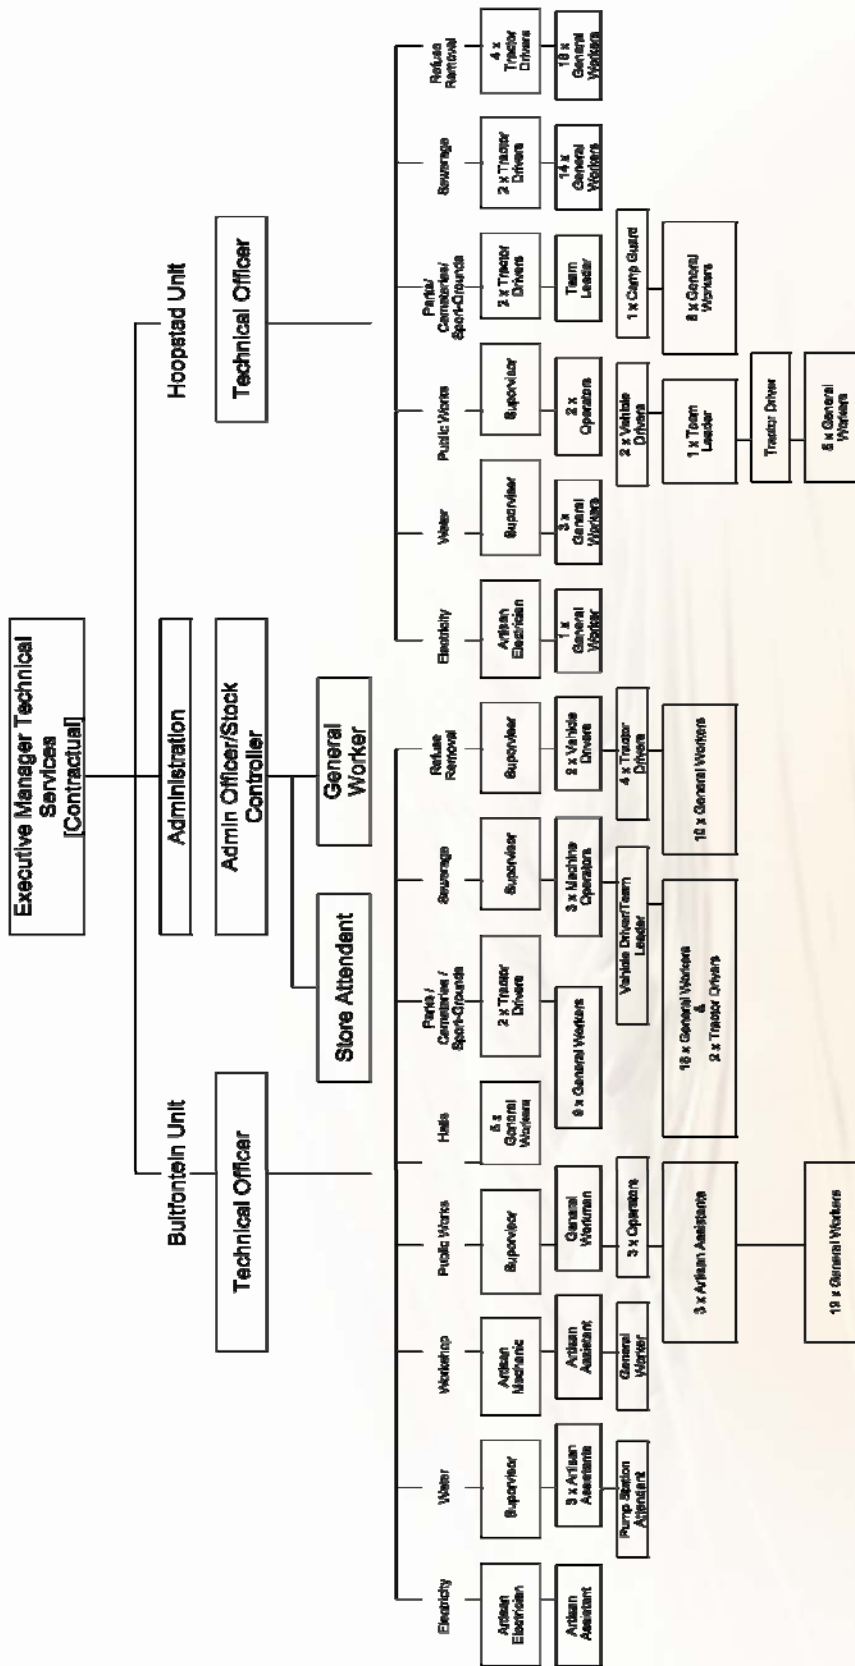 Executive Manager Technical
Services
[Contractual]
Bultfontein Unit
Administration
Hoopstad Unit
Technical Officer
Admin Officer/Stock
Controller
Technical Officer
Store Attendant
General
Worker
Electricity
Water
Workshop
Public Works
Halls
Parks /
Cemeteries /
Sport-Grounds
Sewerage
Refuse
Removal
Electricity
Water
Public Works
Parks/
Cemeteries/
Sport-Grounds
Sewerage
Refuse
Removal
Artisan
Electrician
Supervisor
Artisan
Mechanic
Supervisor
5 x
General
Workers
2 x Tractor
Drivers
Supervisor
Supervisor
Artisan
Electrician
Supervisor
Supervisor
2 x Tractor
Drivers
2 x Tractor
Drivers
4 x
Tractor
Drivers
Artisan
Assistant
3 x Artisan
Assistants
Artisan
Assistant
General
Workman
9 x General Workers
3 x Machine
Operators
2 x Vehicle
Drivers
1 x
General
Worker
3 x
General
Workers
2 x
Operators
Team
Leader
14 x
General
Workers
18 x
General
Workers
Pump Station
Attendant
General
Worker
3 x Operators
Vehicle Driver/Team
Leader
4 x Tractor
Drivers
2 x Vehicle
Drivers
1 x Camp Guard
3 x Artisan Assistants
18 x General Workers
&
2 x Tractor Drivers
10 x General Workers
1 x Team
Leader
8 x General
Workers
Tractor Driver
19 x General Workers
6 x General
Workers